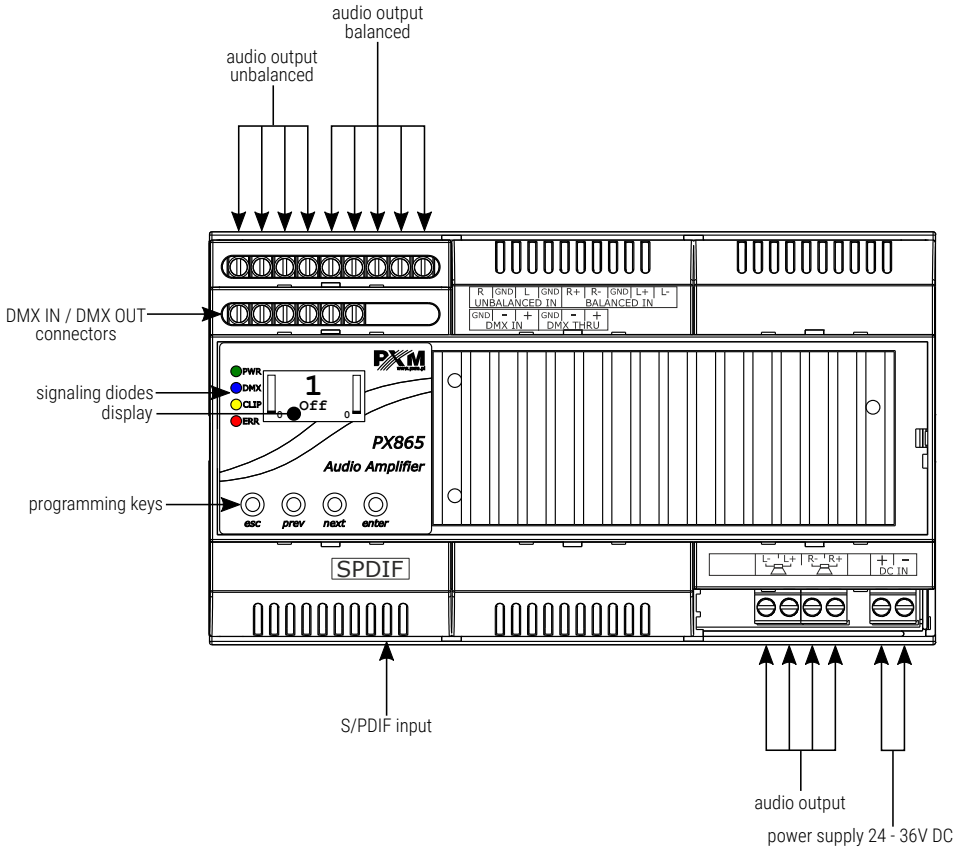 audio output
balanced
audio output
unbalanced
R GND L GND R+ R- GND L+ L-
UNBALANCED IN BALANCED IN
GND - + GND - +
DMX IN DMX THRU
DMX IN / DMX OUT
connectors
PXM
www.pxm.pl
PWR
DMX
CLIP
ERR
1
Off
0 0
signaling diodes
display
PX865
Audio Amplifier
programming keys
esc prev next enter
SPDIF
L- L+ R- R+ + -
DC IN
S/PDIF input
audio output
power supply 24 - 36V DC